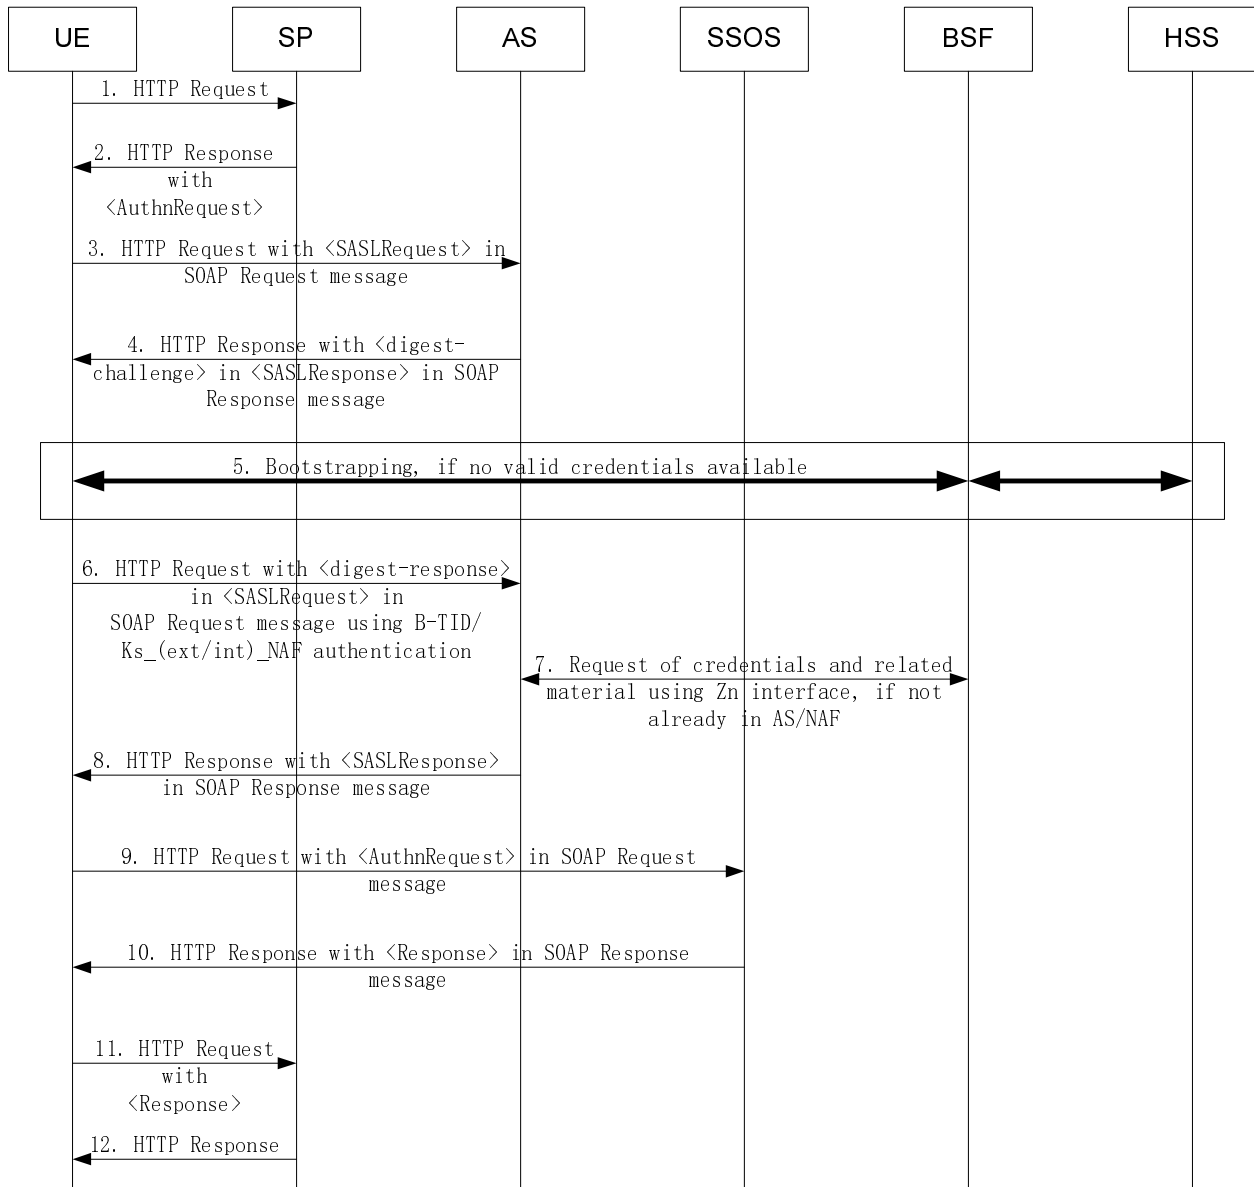 UE
SP
AS
SSOS
BSF
HSS
1. HTTP Request
2. HTTP Response
with
<AuthnRequest>
3. HTTP Request with <SASLRequest> in
SOAP Request message
4. HTTP Response with <digest-
challenge> in <SASLResponse> in SOAP
Response message
5. Bootstrapping, if no valid credentials available
6. HTTP Request with <digest-response>
in <SASLRequest> in
SOAP Request message using B-TID/
Ks_(ext/int)_NAF authentication
7. Request of credentials and related
material using Zn interface, if not
already in AS/NAF
8. HTTP Response with <SASLResponse>
in SOAP Response message
9. HTTP Request with <AuthnRequest> in SOAP Request
message
10. HTTP Response with <Response> in SOAP Response
message
11. HTTP Request
with
<Response>
12. HTTP Response